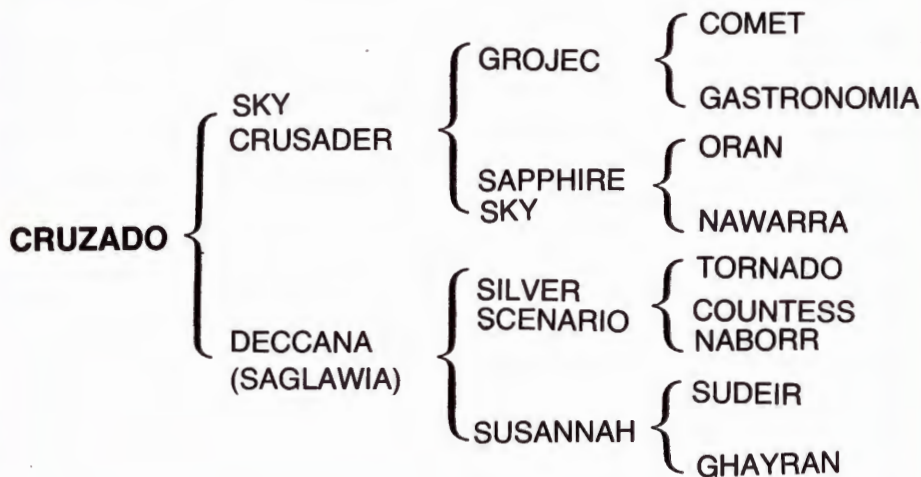 COMET
GROJEC
GASTRONOMIA
SKY
CRUSADER
ORAN
SAPPHIRE
SKY
NAWARRA
CRUZADO
TORNADO
SILVER
SCENARIO
COUNTESS
NABORR
DECCANA
(SAGLAWIA)
SUDEIR
SUSANNAH
GHAYRAN